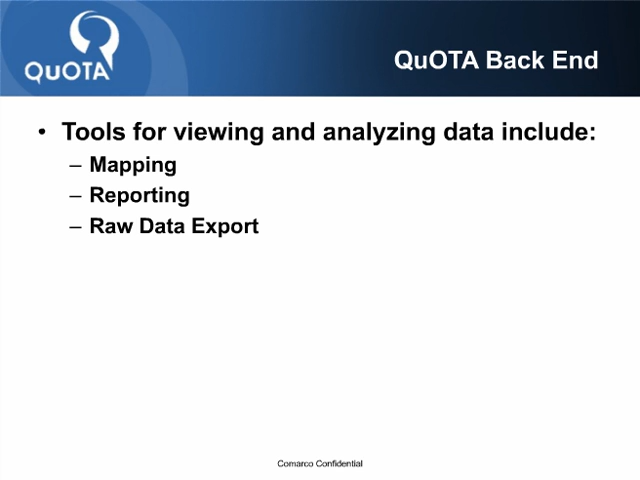 QUOTA
QuOTA Back End
• Tools for viewing and analyzing data include:
– Mapping
– Reporting
– Raw Data Export
Comarco Confidential